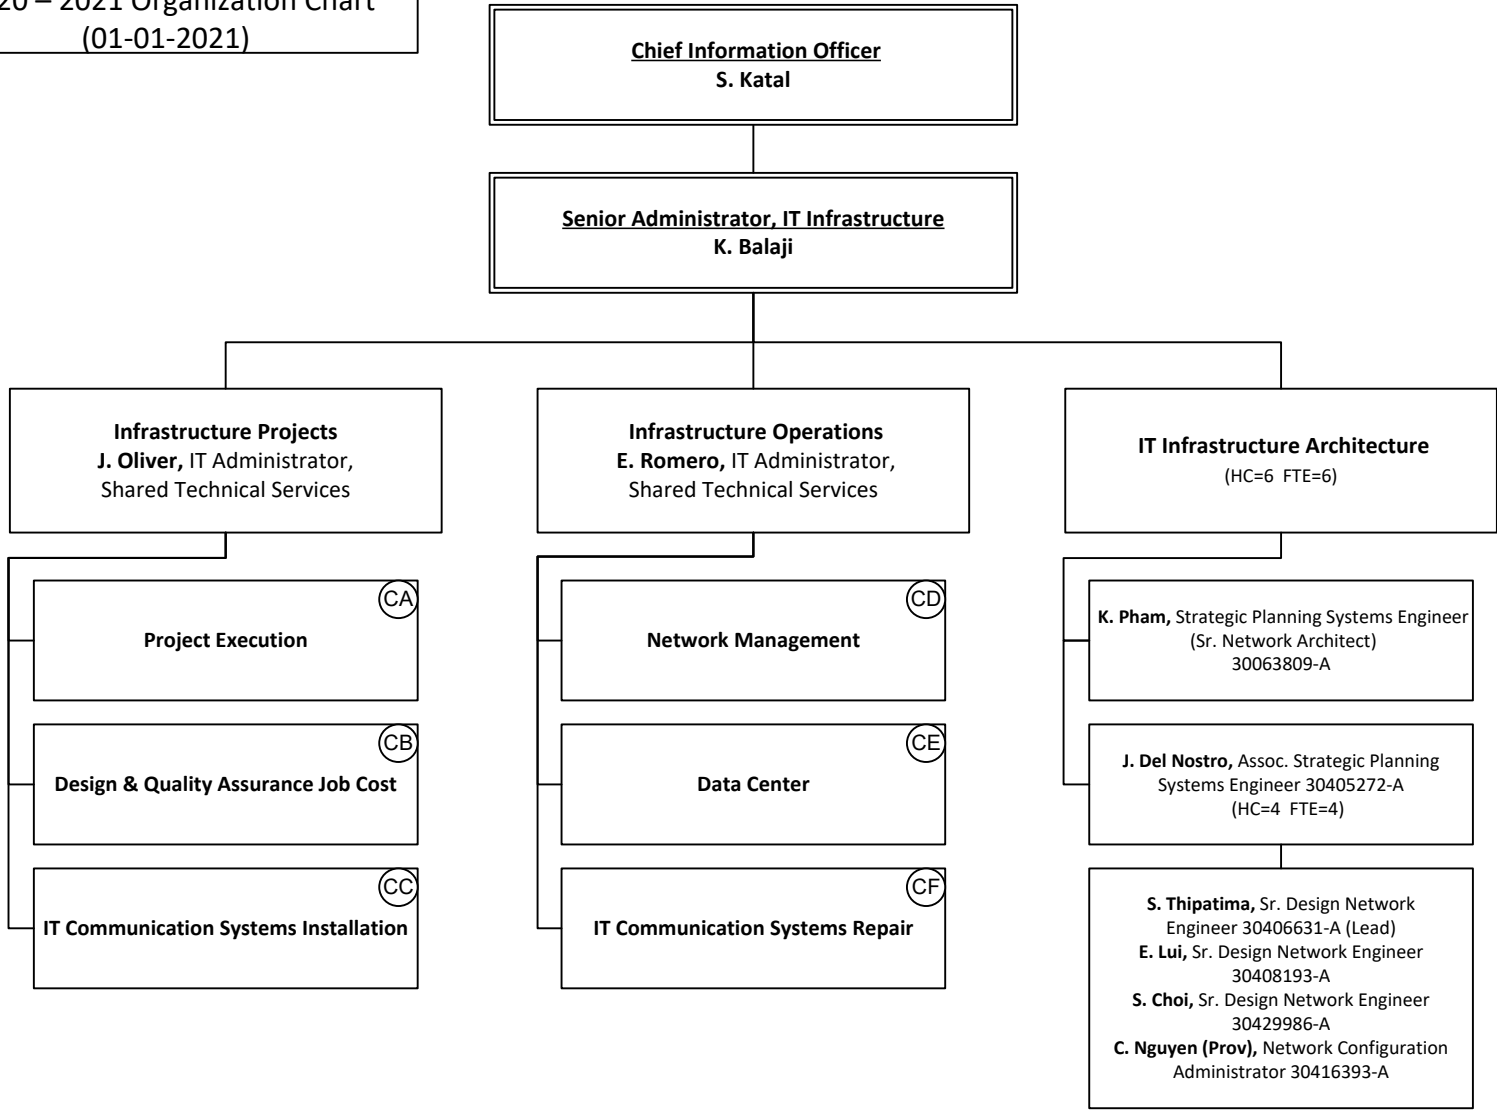 20 – 2021 Organization Chart
(01-01-2021)
Chief Information Officer
S. Katal
Senior Administrator, IT Infrastructure
K. Balaji
Infrastructure Projects
J. Oliver, IT Administrator,
Shared Technical Services
Infrastructure Operations
E. Romero, IT Administrator,
Shared Technical Services
IT Infrastructure Architecture
(HC=6 FTE=6)
CA
Project Execution
CB
Design & Quality Assurance Job Cost
CC
IT Communication Systems Installation
CD
Network Management
CE
Data Center
CF
IT Communication Systems Repair
K. Pham, Strategic Planning Systems Engineer
(Sr. Network Architect)
30063809-A
J. Del Nostro, Assoc. Strategic Planning
Systems Engineer 30405272-A
(HC=4 FTE=4)
S. Thipatima, Sr. Design Network
Engineer 30406631-A (Lead)
E. Lui, Sr. Design Network Engineer
30408193-A
S. Choi, Sr. Design Network Engineer
30429986-A
C. Nguyen (Prov), Network Configuration
Administrator 30416393-A